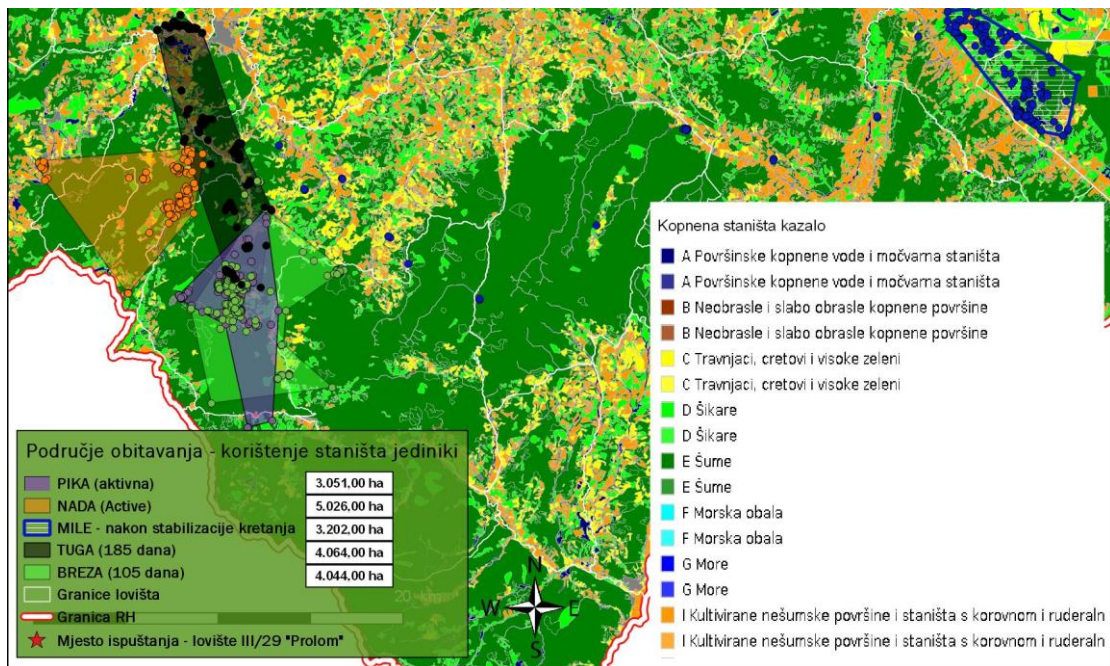 Kopnena staništa kazalo
A Površinske kopnene vode i močvarna staništa
A Površinske kopnene vode i močvarna staništa
B Neobrasle i slabo obrasle kopnene površine
B Neobrasle i slabo obrasle kopnene površine
C Travnjaci, cretovi i visoke zeleni
C Travnjaci, cretovi i visoke zeleni
D Šikare
D Šikare
E Šume
E Šume
F Morska obala
F Morska obala
G More
G More
I Kultivirane nešumske površine i staništa s korovnom i ruderaln
I Kultivirane nešumske površine i staništa s korovnom i ruderaln
Područje obitavanja - korištenje staništa jediniki
PIKA (aktivna) 3.051,00 ha
NADA (Active) 5.026,00 ha
MILE - nakon stabilizacije kretanja 3.202,00 ha
TUGA (185 dana) 4.064,00 ha
BREZA (105 dana) 4.044,00 ha
Granice lovišta
Granica RH
20 km
Mjesto ispuštanja - lovište III/29 "Prolom"
N
W E
S